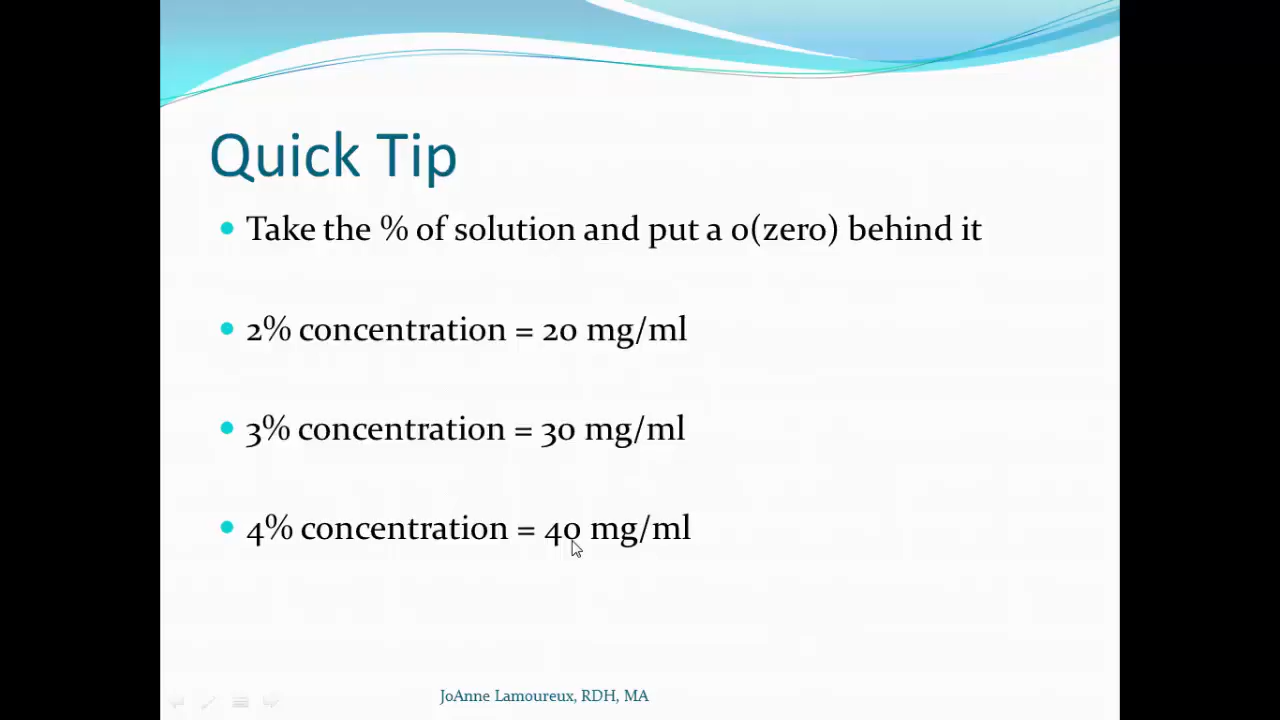 Quick Tip
Take the % of solution and put a 0(zero) behind it
2% concentration = 20 mg/ml
3% concentration = 30 mg/ml
4% concentration = 40 mg/ml
JoAnne Lamoureux, RDH, MA